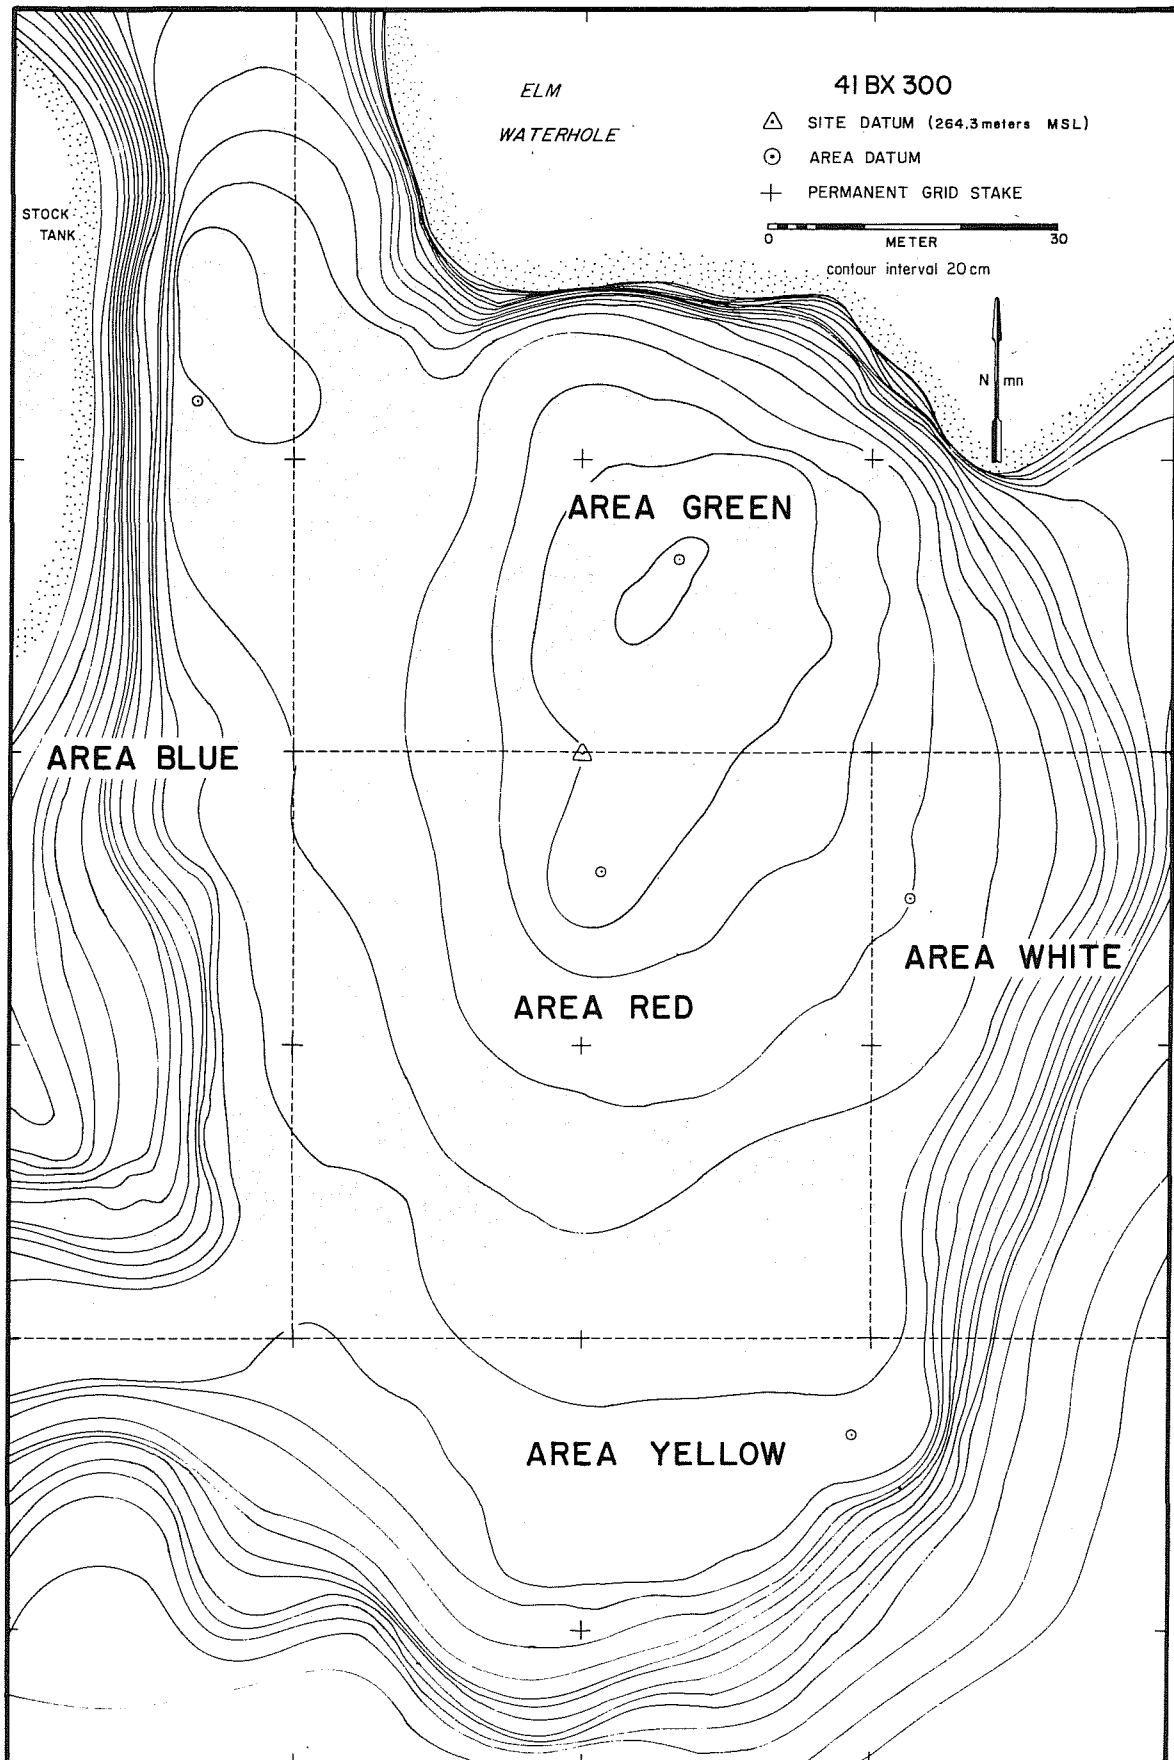 41 BX 300
ELM
WATERHOLE
SITE DATUM (264.3 meters MSL)
AREA DATUM
PERMANENT GRID STAKE
0 30
METER
contour interval 20 cm
STOCK
TANK
N mn
AREA GREEN
AREA BLUE
AREA WHITE
AREA RED
AREA YELLOW